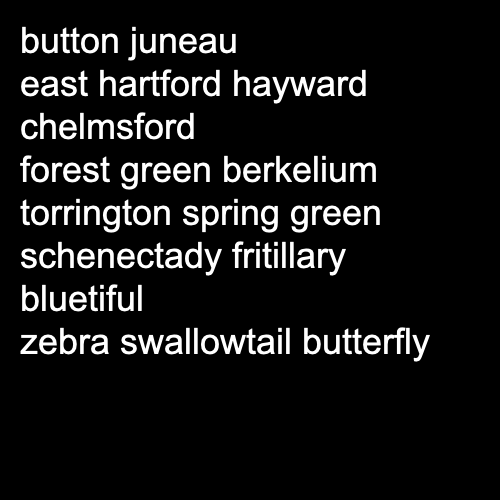 button juneau
east hartford hayward
chelmsford
forest green berkelium
torrington spring green
schenectady fritillary
bluetiful
zebra swallowtail butterfly